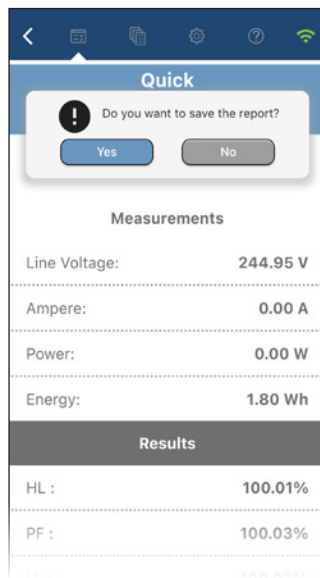 Quick
Do you want to save the report?
Yes No
Measurements
Line Voltage: 244.95 V
Ampere: 0.00 A
Power: 0.00 W
Energy: 1.80 Wh
Results
HL : 100.01%
PF : 100.03%